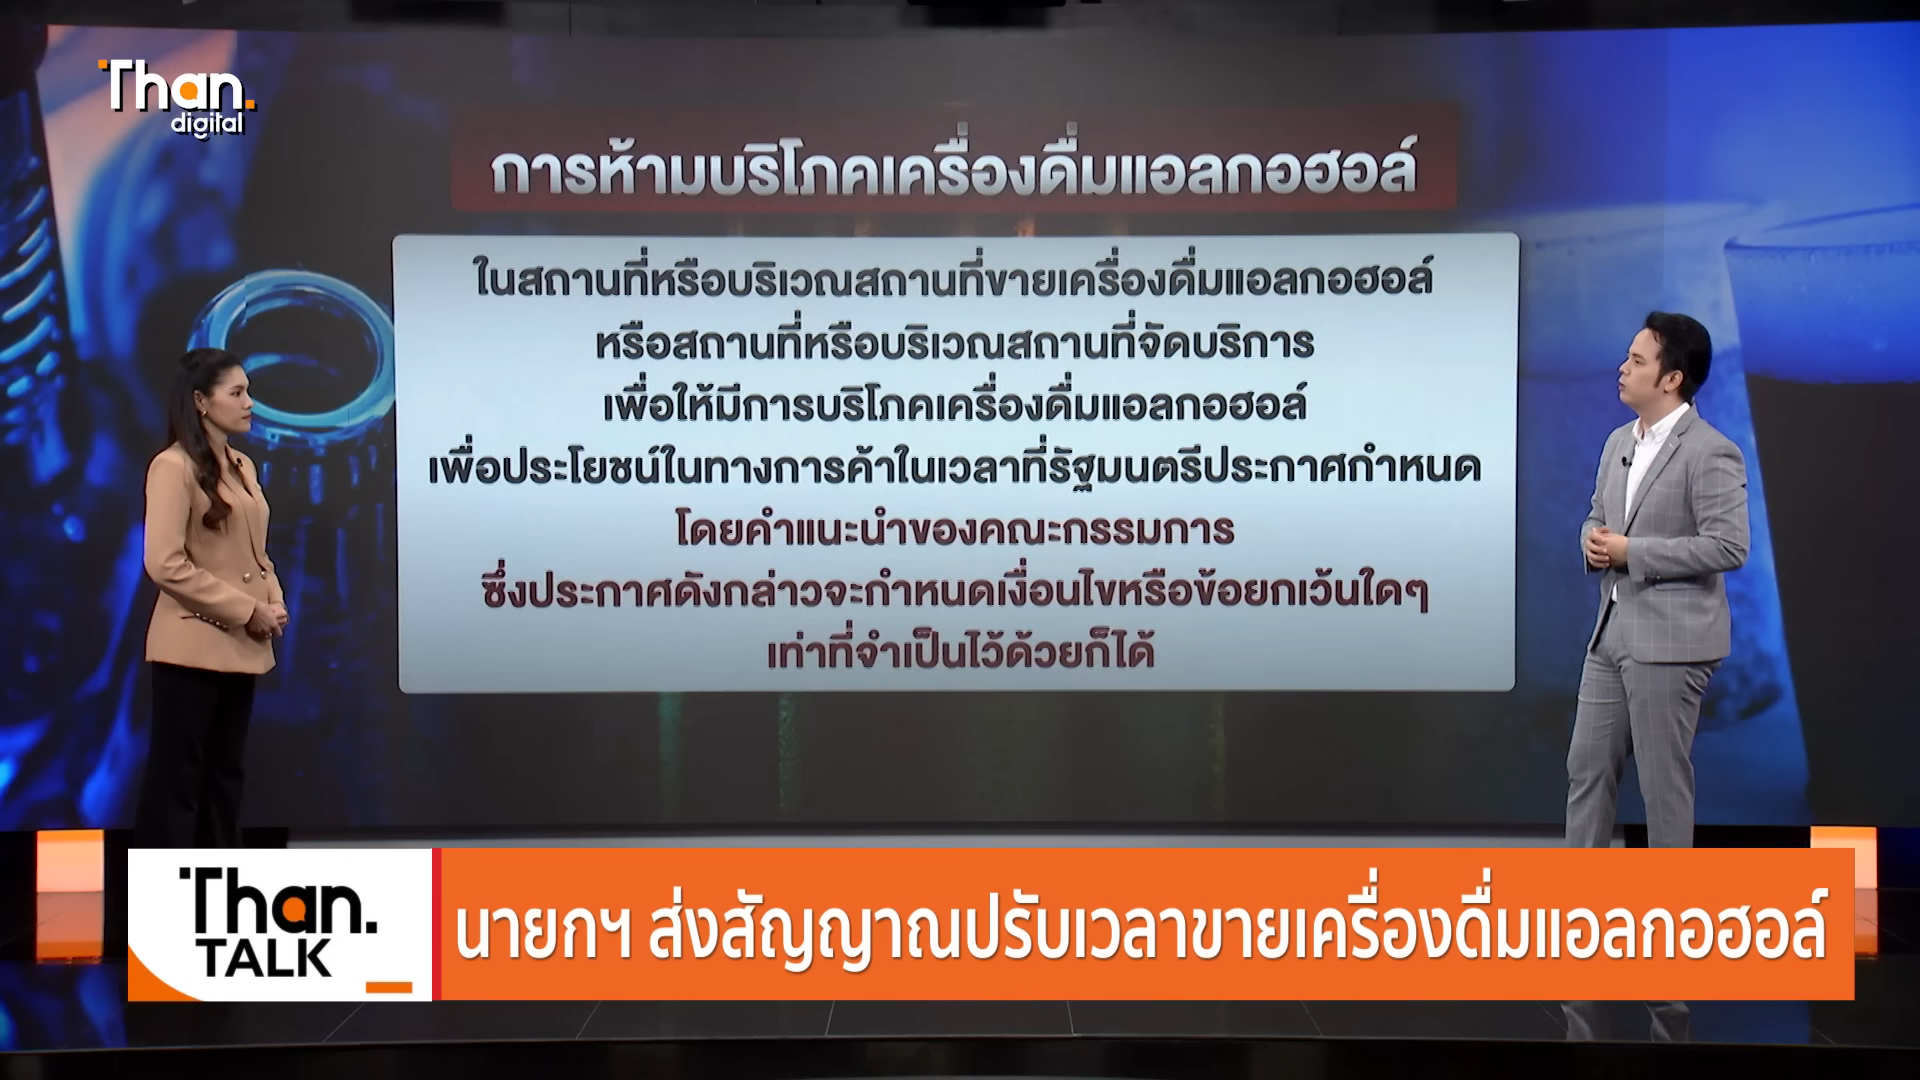 Than.
digital
การห้ามบริโภคเครื่องดื่มแอลกอฮอล์
ในสถานที่หรือบริเวณสถานที่ขายเครื่องดื่มแอลกอฮอล์
หรือสถานที่หรือบริเวณสถานที่จัดบริการ
เพื่อให้มีการบริโภคเครื่องดื่มแอลกอฮอล์
เพื่อประโยชน์ในทางการค้าในเวลาที่รัฐมนตรีประกาศกำหนด
โดยคำแนะนำของคณะกรรมการ
ซึ่งประกาศดังกล่าวจะกำหนดเงื่อนไขหรือข้อยกเว้นใดๆ
เท่าที่จำเป็นไว้ด้วยก็ได้
Than.
TALK
นายกฯ ส่งสัญญาณปรับเวลาขายเครื่องดื่มแอลกอฮอล์